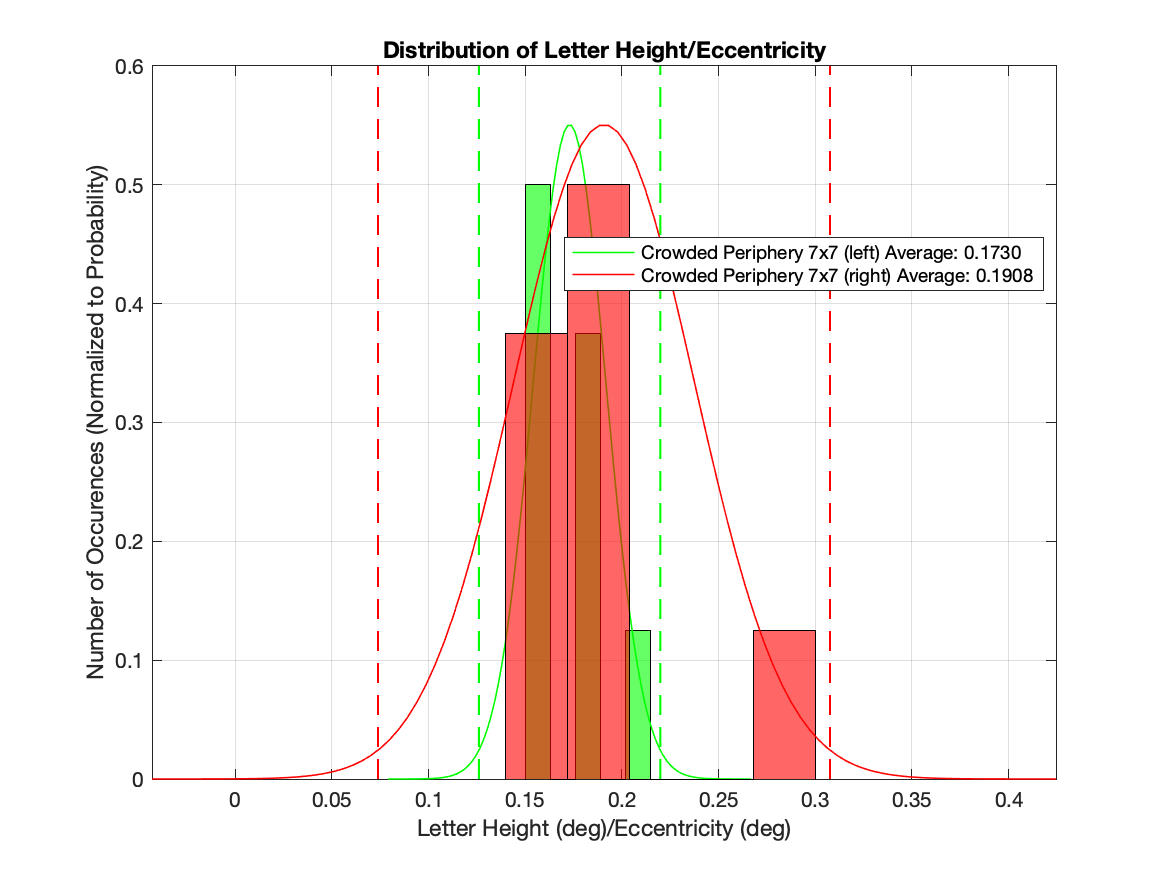 Distribution of Letter Height/Eccentricity
Number of Occurences (Normalized to Probability)
0.6
0.5
0.4
0.3
0.2
0.1
0
Crowded Periphery 7x7 (left) Average: 0.1730
Crowded Periphery 7x7 (right) Average: 0.1908
0 0.05 0.1 0.15 0.2 0.25 0.3 0.35 0.4
Letter Height (deg)/Eccentricity (deg)